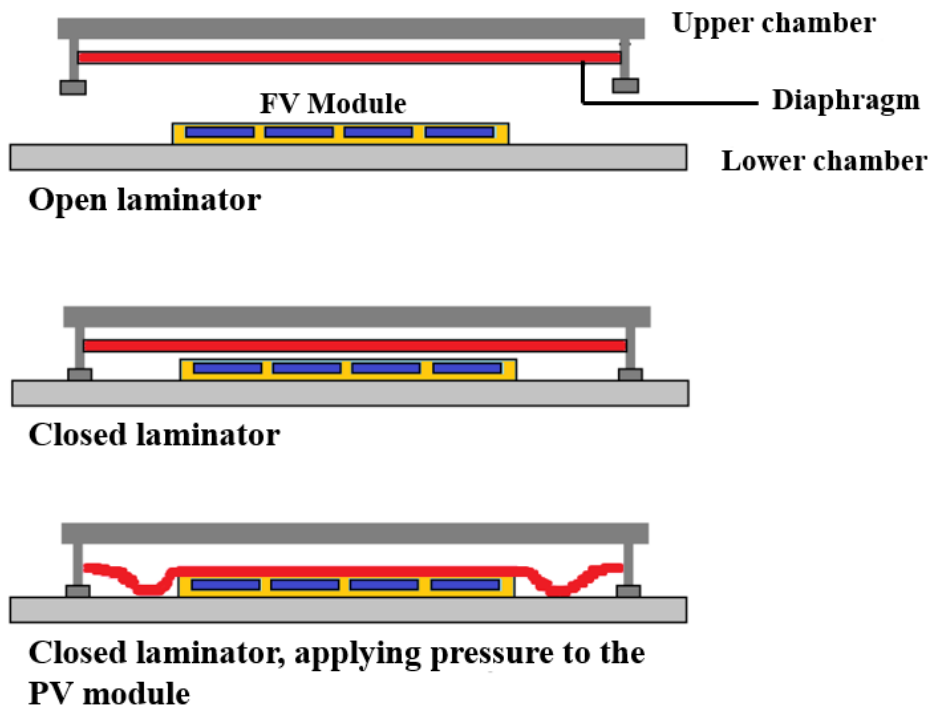 Upper chamber
Diaphragm
FV Module
Lower chamber
Open laminator
Closed laminator
Closed laminator, applying pressure to the
PV module